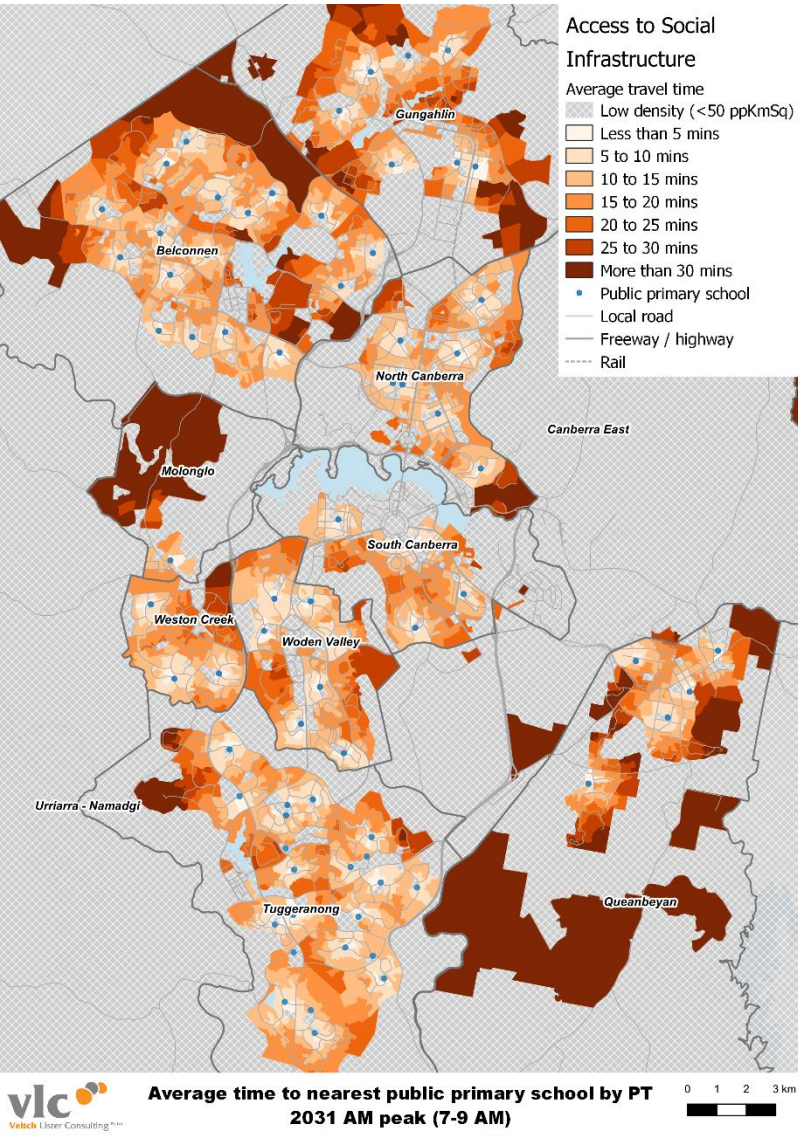 Access to Social
Infrastructure
Average travel time
Low density (<50 ppKmSq)
Less than 5 mins
5 to 10 mins
10 to 15 mins
15 to 20 mins
20 to 25 mins
25 to 30 mins
More than 30 mins
Public primary school
Local road
Freeway / highway
Rail
Gungahlin
Belconnen
North Canberra
Canberra East
Molonglo
South Canberra
Weston Creek
Woden Valley
Urriarra - Namadgi
Queanbeyan
Tuggeranong
vlc
Veitch Lister Consulting
Average time to nearest public primary school by PT
2031 AM peak (7-9 AM)
0 1 2 3 km